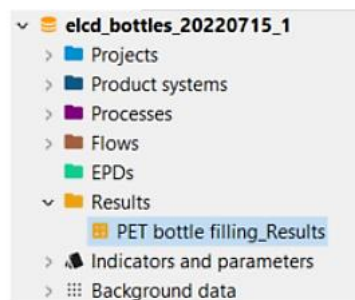 elcd_bottles_20220715_1
Projects
Product systems
Processes
Flows
EPDs
Results
PET bottle filling_Results
Indicators and parameters
Background data